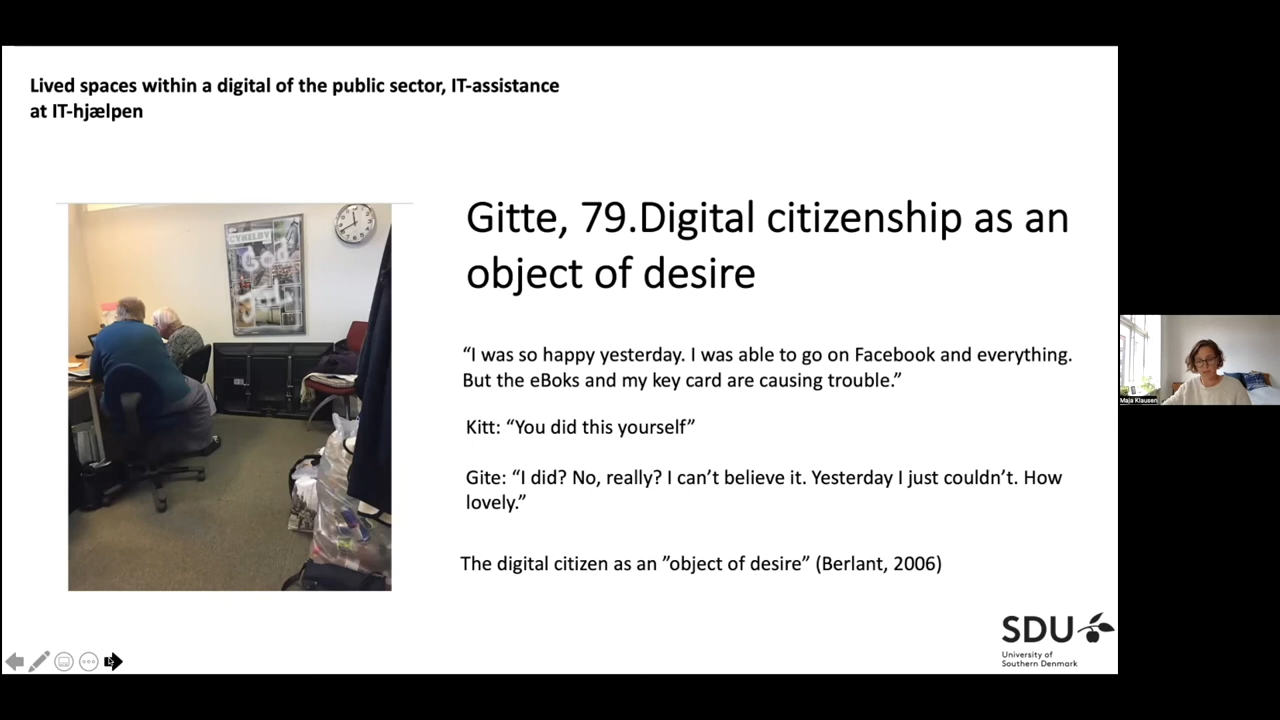 Lived spaces within a digital of the public sector, IT-assistance
at IT-hjælpen
CYKELBY
God
Gitte, 79.Digital citizenship as an
object of desire
“I was so happy yesterday. I was able to go on Facebook and everything.
But the eBoks and my key card are causing trouble.”
Kitt: “You did this yourself”
Gite: “I did? No, really? I can’t believe it. Yesterday I just couldn’t. How
lovely.”
The digital citizen as an ”object of desire” (Berlant, 2006)
SDU
University of
Southern Denmark
Maja Klausen